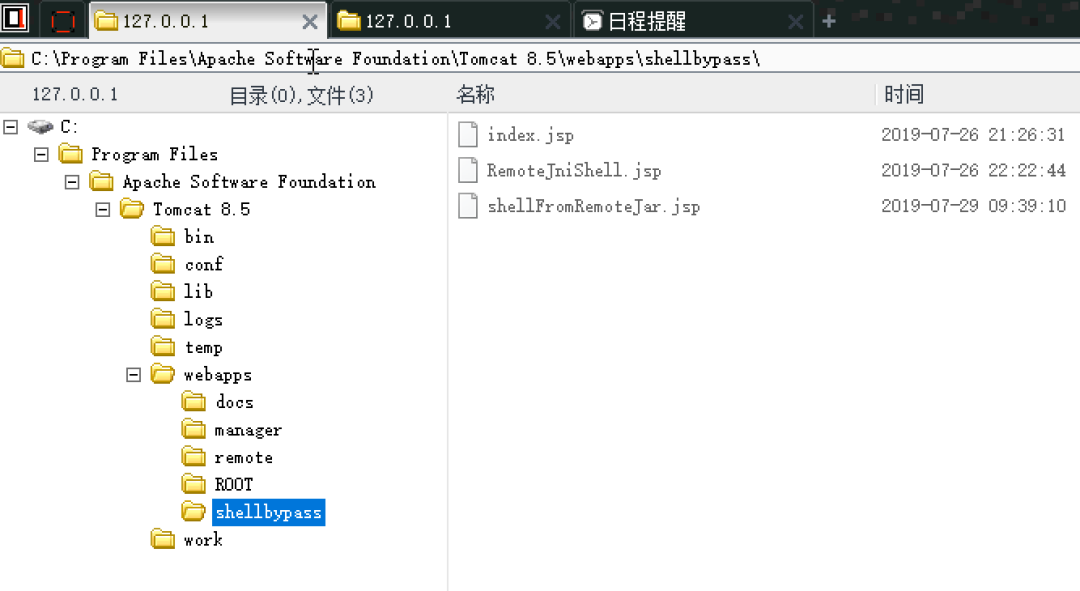 127.0.0.1 127.0.0.1 日程提醒
C:\Program Files\Apache Software Foundation\Tomcat 8.5\webapps\shellbypass\
127.0.0.1 目录(0),文件(3) 名称 时间
C:
Program Files
Apache Software Foundation
Tomcat 8.5
bin
conf
lib
logs
temp
webapps
docs
manager
remote
ROOT
shellbypass
work
index.jsp 2019-07-26 21:26:31
RemoteJniShell.jsp 2019-07-26 22:22:44
shellFromRemoteJar.jsp 2019-07-29 09:39:10